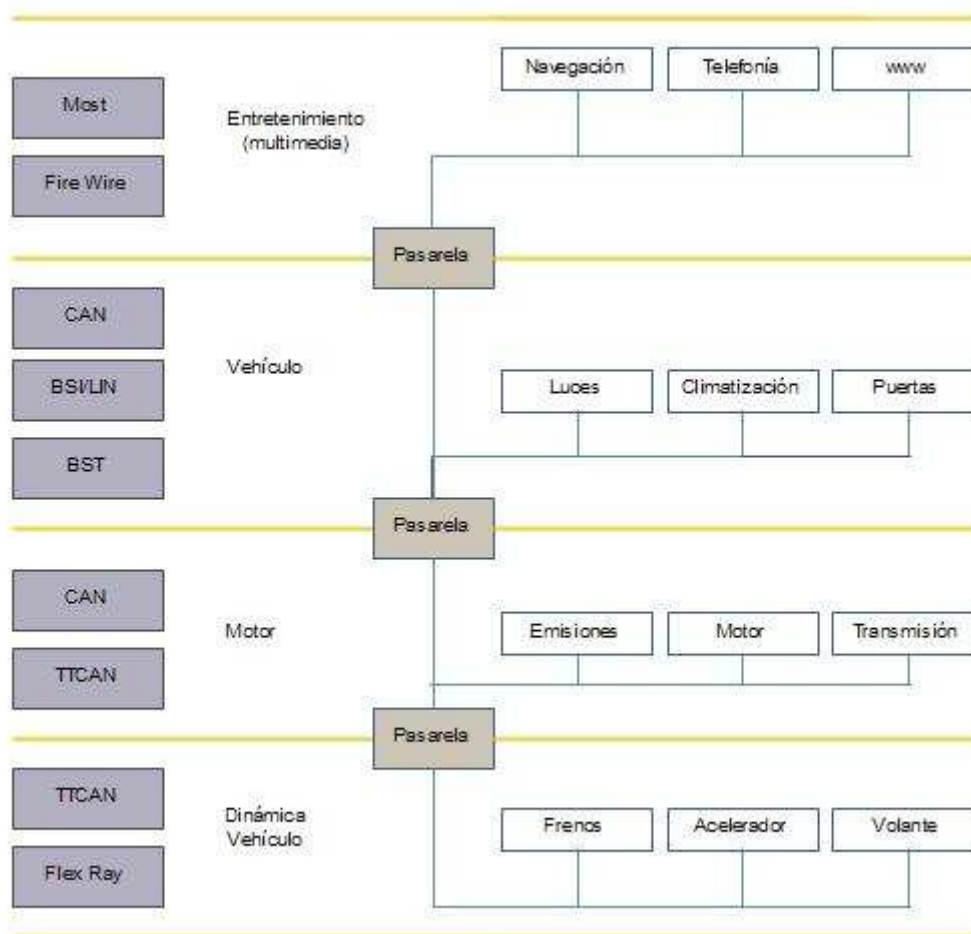 Navegación
Telefonía
www
Most
Entretenimiento
(multimedia)
Fire Wire
Pasarela
CAN
Vehículo
BSI/LIN
Luces
Climatización
Puertas
BST
Pasarela
CAN
Motor
Emisiones
Motor
Transmisión
TTCAN
Pasarela
TTCAN
Dinámica
Vehículo
Frenos
Acelerador
Volante
Flex Ray